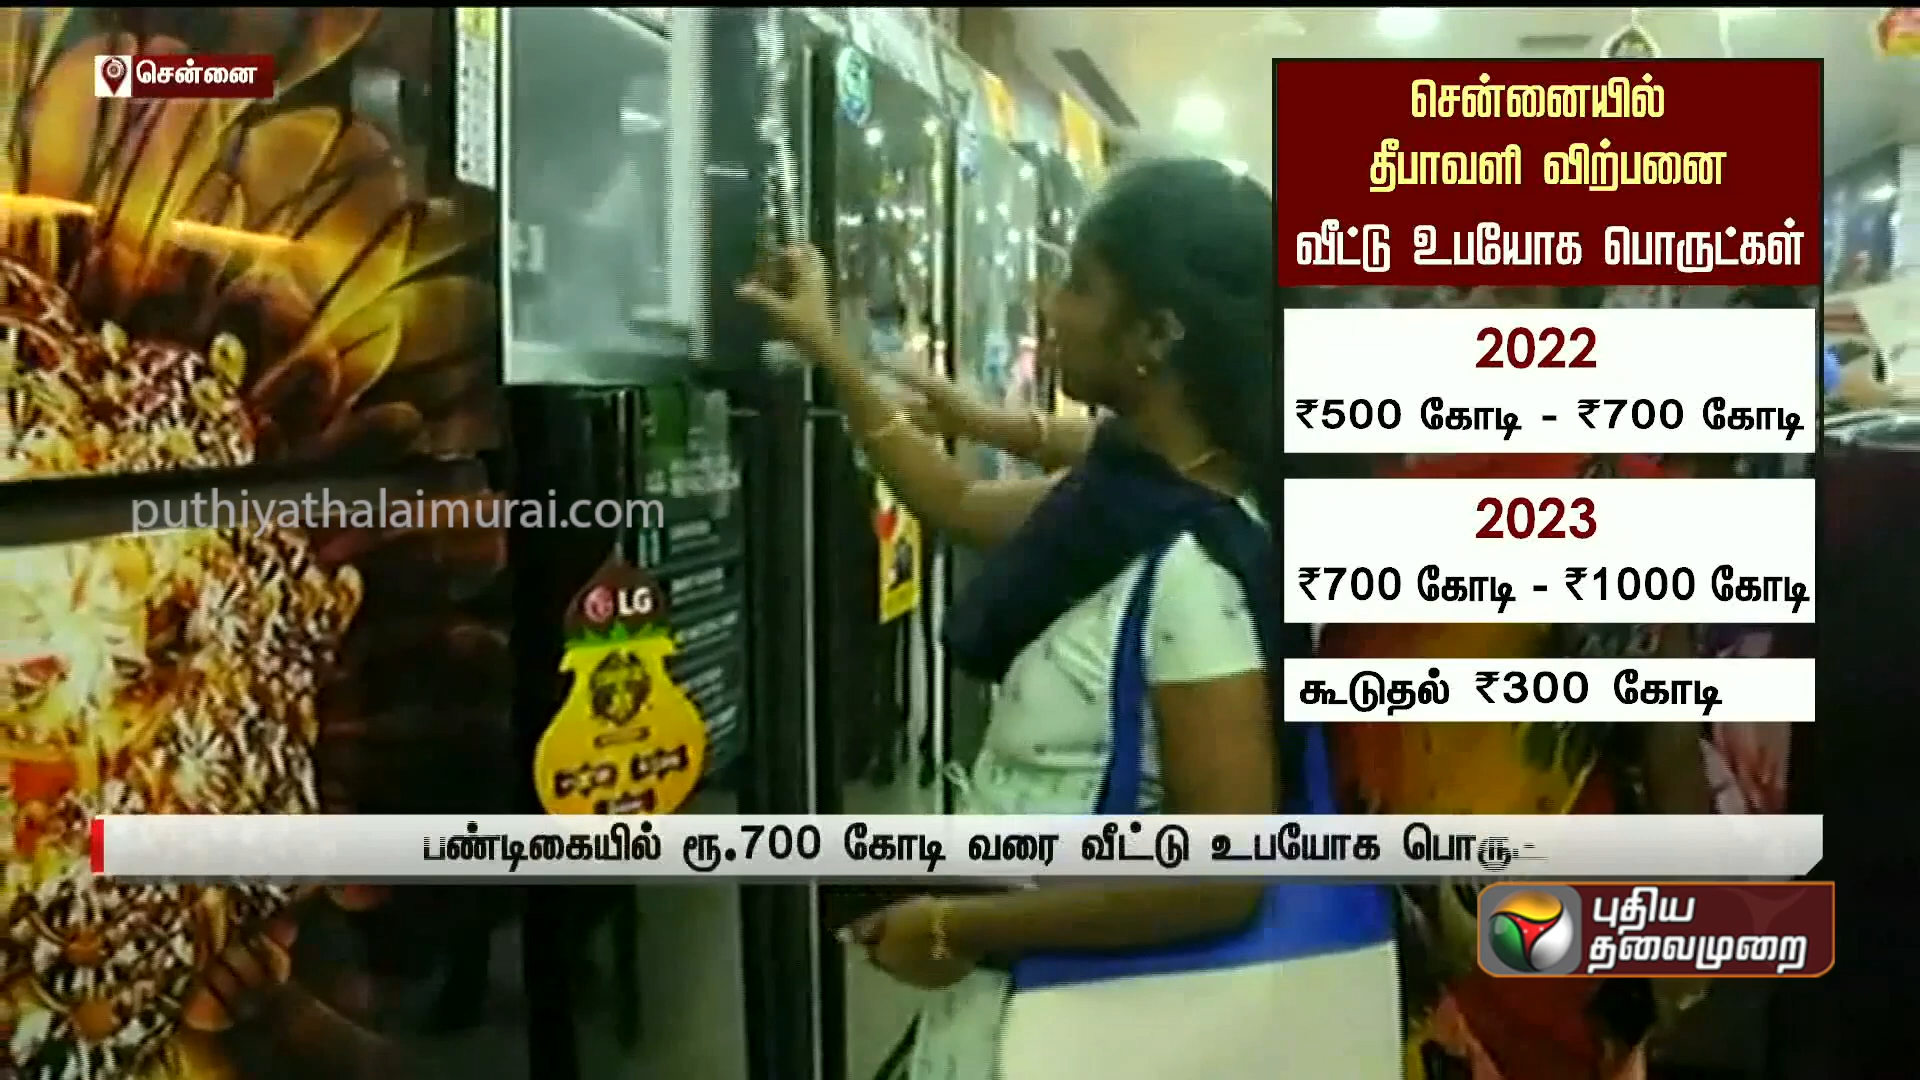 சென்னை
சென்னையில்
தீபாவளி விற்பனை
வீட்டு உபயோக பொருட்கள்
2022
₹500 கோடி - ₹700 கோடி
2023
₹700 கோடி - ₹1000 கோடி
கூடுதல் ₹300 கோடி
puthiyathalaimurai.com
LG
பண்டிகையில் ரூ.700 கோடி வரை வீட்டு உபயோக
புதிய
தலைமுறை